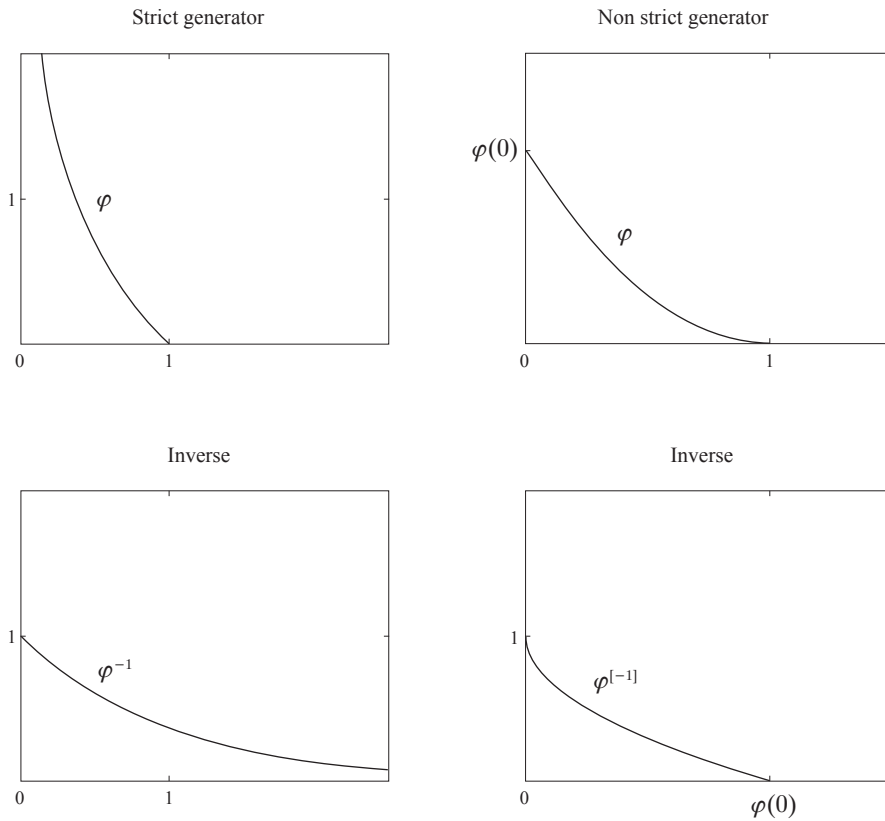 Strict generator
1
φ
0
1
Non strict generator
φ(0)
φ
0
1
Inverse
1
φ⁻¹
0
1
Inverse
1
φ[⁻¹]
0
φ(0)